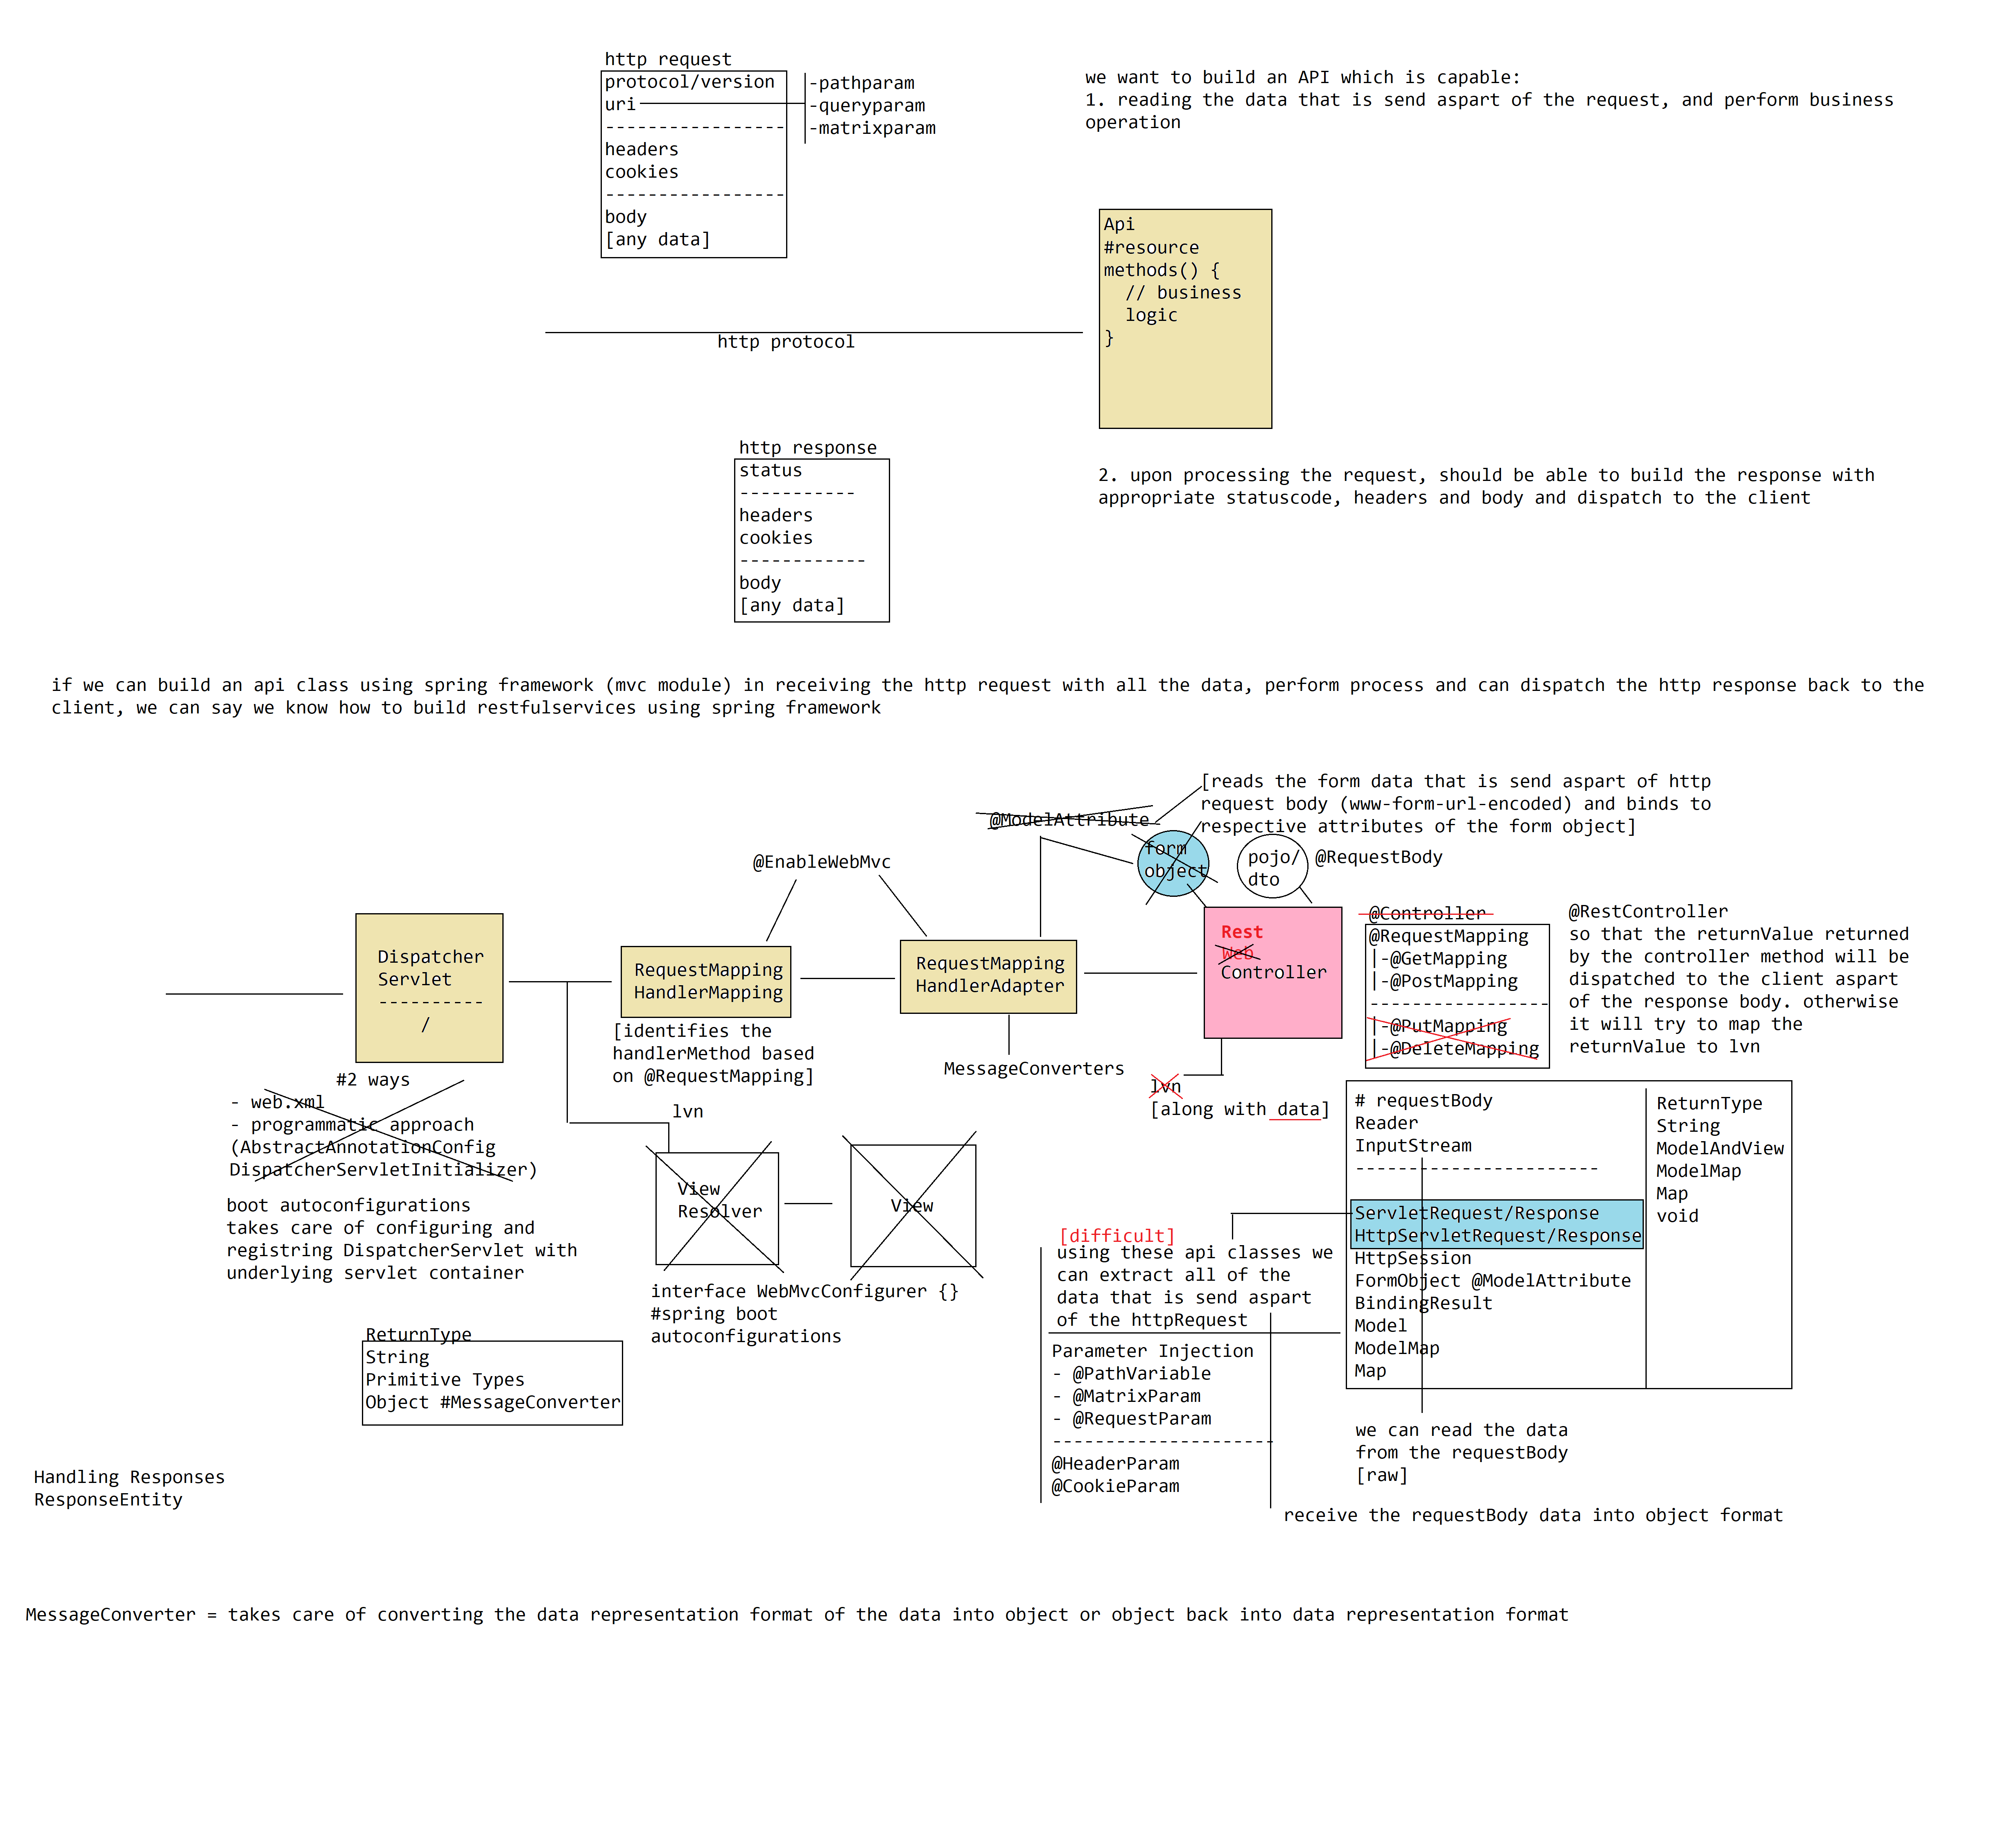 http request
protocol/version
uri
-----------------
headers
cookies
-----------------
body
[any data]
-pathparam
-queryparam
-matrixparam
we want to build an API which is capable:
1. reading the data that is send aspart of the request, and perform business
operation
Api
#resource
methods() {
// business
logic
}
http protocol
http response
status
-----------
headers
cookies
------------
body
[any data]
2. upon processing the request, should be able to build the response with
appropriate statuscode, headers and body and dispatch to the client
if we can build an api class using spring framework (mvc module) in receiving the http request with all the data, perform process and can dispatch the http response back to the
client, we can say we know how to build restfulservices using spring framework
[reads the form data that is send aspart of http
request body (www-form-url-encoded) and binds to
respective attributes of the form object]
@ModelAttribute
form
object
pojo/
dto
@RequestBody
@EnableWebMvc
Dispatcher
Servlet
----------
/
RequestMapping
HandlerMapping
[identifies the
handlerMethod based
on @RequestMapping]
RequestMapping
HandlerAdapter
MessageConverters
Rest
Web
Controller
lvn
[along with data]
@Controller
@RequestMapping
|-@GetMapping
|-@PostMapping
-----------------
|-@PutMapping
|-@DeleteMapping
@RestController
so that the returnValue returned
by the controller method will be
dispatched to the client aspart
of the response body. otherwise
it will try to map the
returnValue to lvn
#2 ways
- web.xml
- programmatic approach
(AbstractAnnotationConfig
DispatcherServletInitializer)
boot autoconfigurations
takes care of configuring and
registring DispatcherServlet with
underlying servlet container
lvn
View
Resolver
View
interface WebMvcConfigurer {}
#spring boot
autoconfigurations
# requestBody
Reader
InputStream
-----------------------
ServletRequest/Response
HttpServletRequest/Response
HttpSession
FormObject @ModelAttribute
BindingResult
Model
ModelMap
Map
ReturnType
String
ModelAndView
ModelMap
Map
void
[difficult]
using these api classes we
can extract all of the
data that is send aspart
of the httpRequest
Parameter Injection
- @PathVariable
- @MatrixParam
- @RequestParam
---------------------
@HeaderParam
@CookieParam
we can read the data
from the requestBody
[raw]
receive the requestBody data into object format
ReturnType
String
Primitive Types
Object #MessageConverter
Handling Responses
ResponseEntity
MessageConverter = takes care of converting the data representation format of the data into object or object back into data representation format